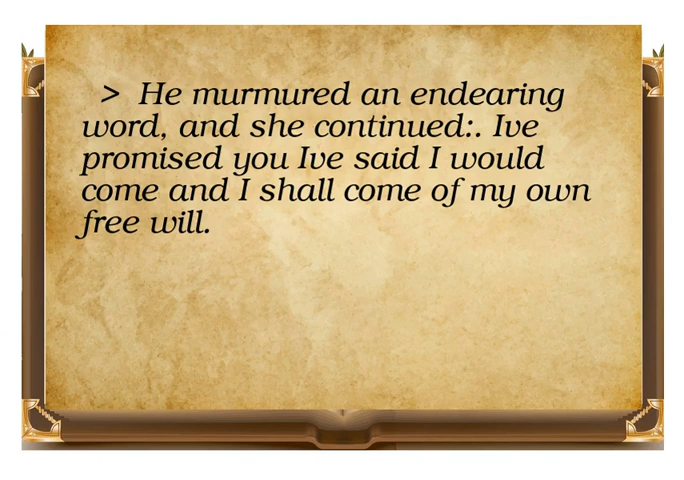 > He murmured an endearing
word, and she continued:. Ive
promised you Ive said I would
come and I shall come of my own
free will.